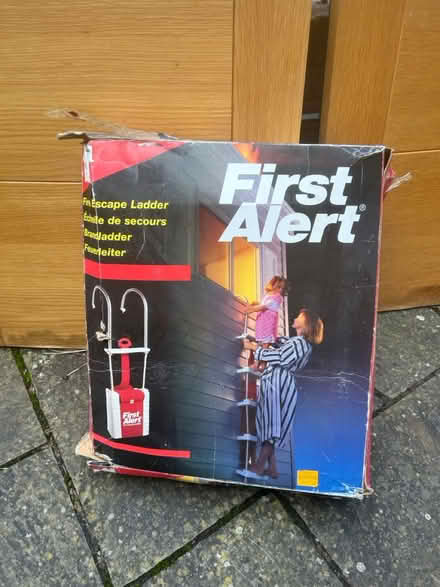 First
Alert®
Fire Escape Ladder
Échelle de secours
Brandladder
Feuerleiter
First
Alert